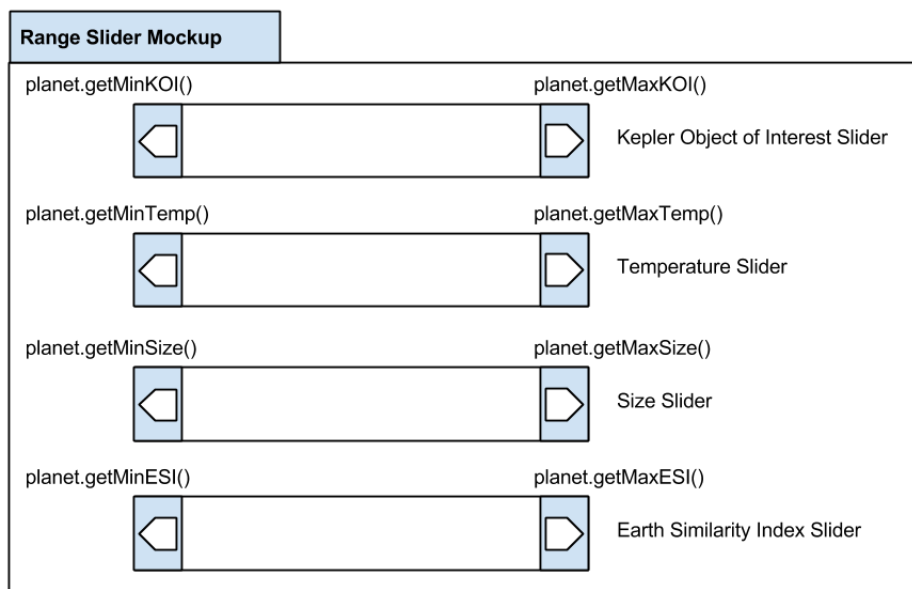 Range Slider Mockup
planet.getMinKOI()
planet.getMaxKOI()
Kepler Object of Interest Slider
planet.getMinTemp()
planet.getMaxTemp()
Temperature Slider
planet.getMinSize()
planet.getMaxSize()
Size Slider
planet.getMinESI()
planet.getMaxESI()
Earth Similarity Index Slider